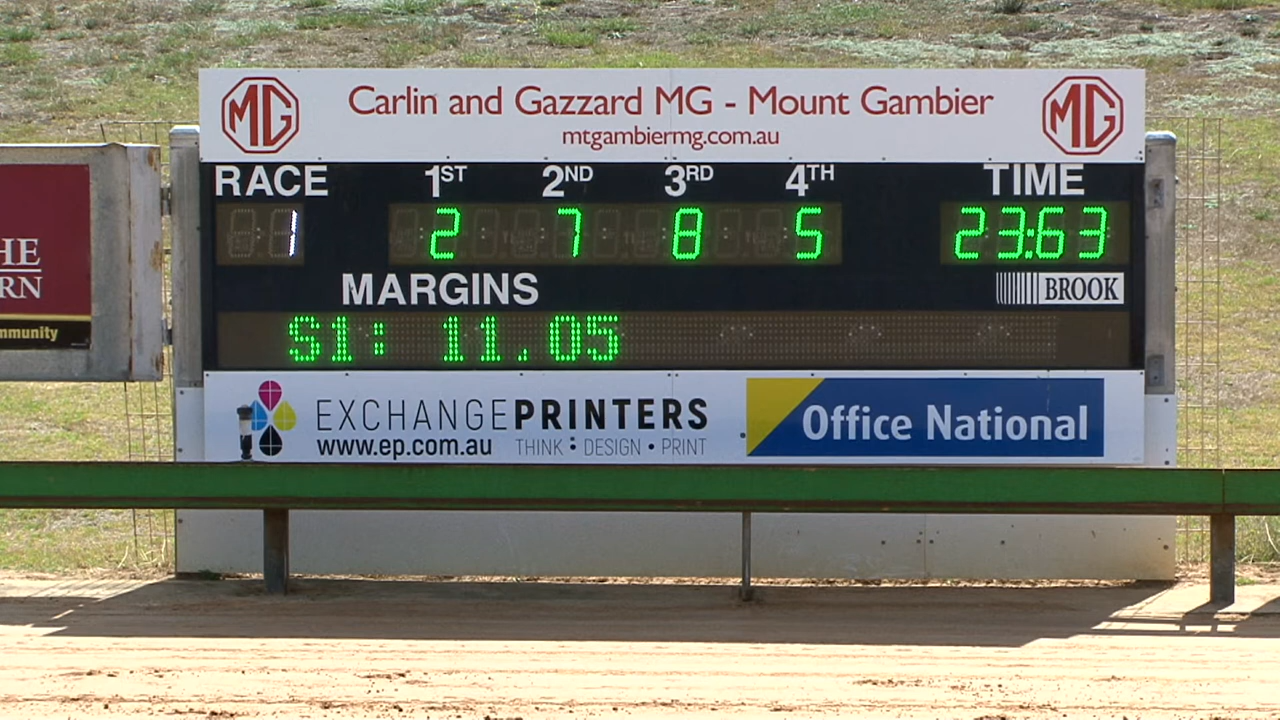 MG Carlin and Gazzard MG - Mount Gambier MG
mtgambiermg.com.au
RACE 1ST 2ND 3RD 4TH TIME
1 2 7 8 5 23:63
MARGINS BROOK
S1: 11.05
HE
RN
mmunity
EXCHANGEPRINTERS
www.ep.com.au THINK : DESIGN • PRINT
Office National